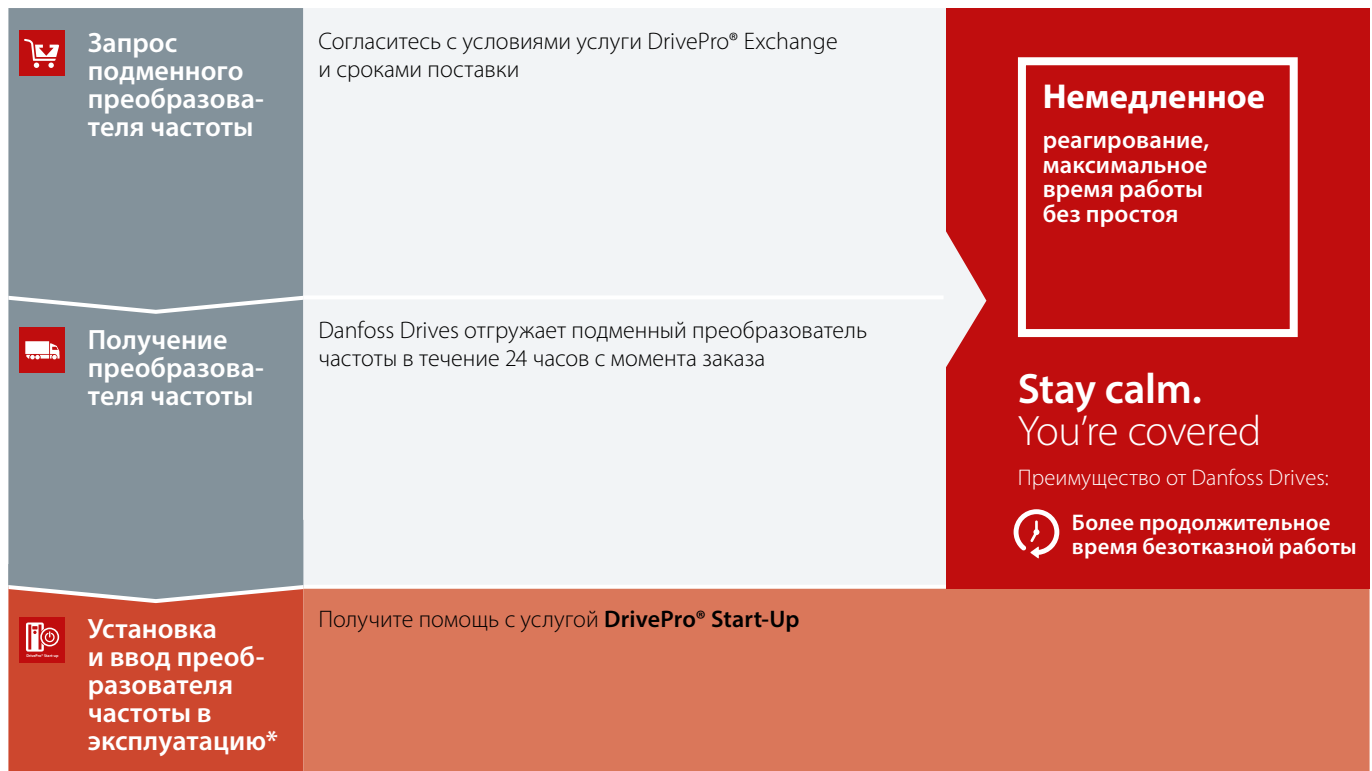 Запрос
подменного
преобразова-
теля частоты
Согласитесь с условиями услуги DrivePro® Exchange
и сроками поставки
Получение
преобразова-
теля частоты
Danfoss Drives отгружает подменный преобразователь
частоты в течение 24 часов с момента заказа
DrivePro® Start-up
Установка
и ввод преоб-
разователя
частоты в
эксплуатацию*
Получите помощь с услугой DrivePro® Start-Up
Немедленное
реагирование,
максимальное
время работы
без простоя
Stay calm.
You're covered
Преимущество от Danfoss Drives:
Более продолжительное
время безотказной работы